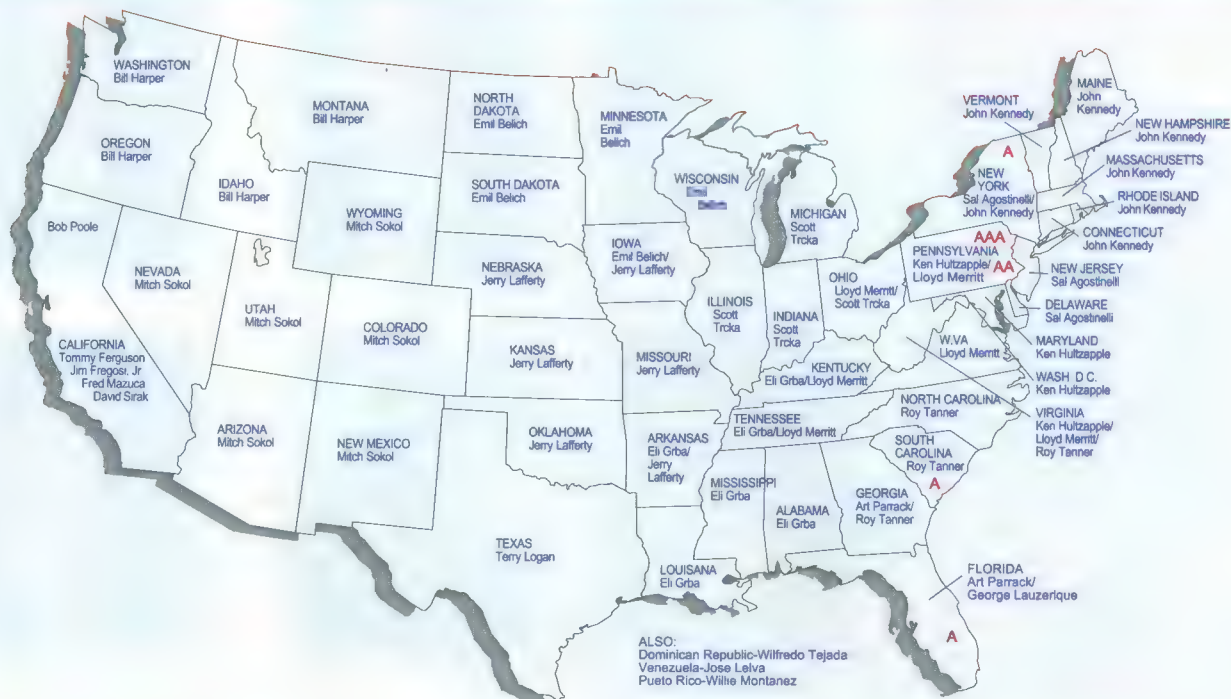 WASHINGTON
Bill Harper
OREGON
Bill Harper
IDAHO
Bill Harper
MONTANA
Bill Harper
WYOMING
Mitch Sokol
NORTH
DAKOTA
Emil Belich
SOUTH DAKOTA
Emil Belich
NEBRASKA
Jerry Lafferty
KANSAS
Jerry Lafferty
OKLAHOMA
Jerry Lafferty
TEXAS
Terry Logan
Bob Poole
CALIFORNIA
Tommy Ferguson
Jim Fregosi, Jr
Fred Mazuca
David Sirak
NEVADA
Mitch Sokol
UTAH
Mitch Sokol
COLORADO
Mitch Sokol
ARIZONA
Mitch Sokol
NEW MEXICO
Mitch Sokol
MINNESOTA
Emil
Belich
IOWA
Emil Belich/
Jerry Lafferty
MISSOURI
Jerry Lafferty
ARKANSAS
Eli Grba/
Jerry
Lafferty
LOUISANA
Eli Grba
WISCONSIN
Emil
Belich
ILLINOIS
Scott
Trcka
MICHIGAN
Scott
Trcka
INDIANA
Scott
Trcka
OHIO
Lloyd Merritt/
Scott Trcka
KENTUCKY
Eli Grba/Lloyd Merritt
TENNESSEE
Eli Grba/Lloyd Merritt
MISSISSIPPI
Eli Grba
ALABAMA
Eli Grba
GEORGIA
Art Parrack/
Roy Tanner
SOUTH
CAROLINA
Roy Tanner
A
NORTH CAROLINA
Roy Tanner
W.VA
Lloyd Merritt
PENNSYLVANIA
Ken Hultzapple/
Lloyd Merritt
AAA
AA
A
NEW
YORK
Sal Agostinelli/
John Kennedy
VERMONT
John Kennedy
MAINE
John
Kennedy
NEW HAMPSHIRE
John Kennedy
MASSACHUSETTS
John Kennedy
RHODE ISLAND
John Kennedy
CONNECTICUT
John Kennedy
NEW JERSEY
Sal Agostinelli
DELAWARE
Sal Agostinelli
MARYLAND
Ken Hultzapple
WASH D C.
Ken Hultzapple
VIRGINIA
Ken Hultzapple/
Lloyd Merritt/
Roy Tanner
FLORIDA
Art Parrack/
George Lauzerique
A
ALSO:
Dominican Republic-Wilfredo Tejada
Venezuela-Jose Leiva
Pueto Rico-Willie Montanez